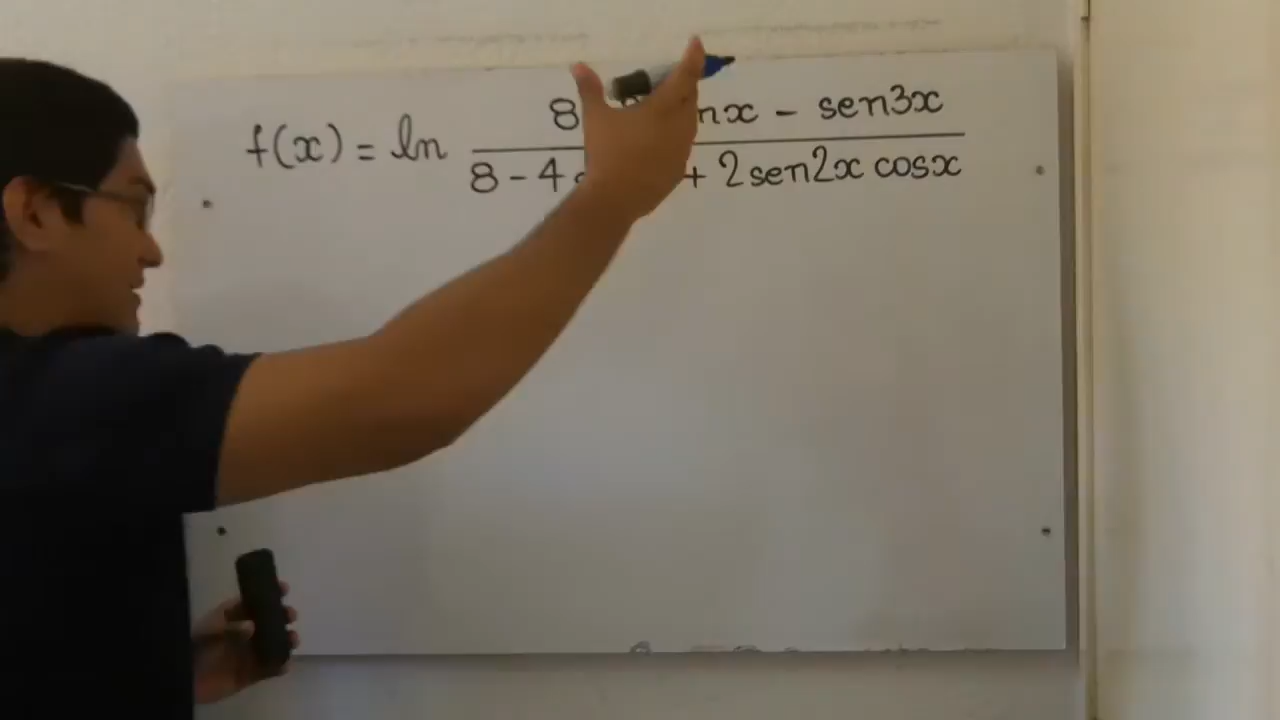 f(x) = ln
8 nx - sen3x
8 - 4 + 2sen2x cosx